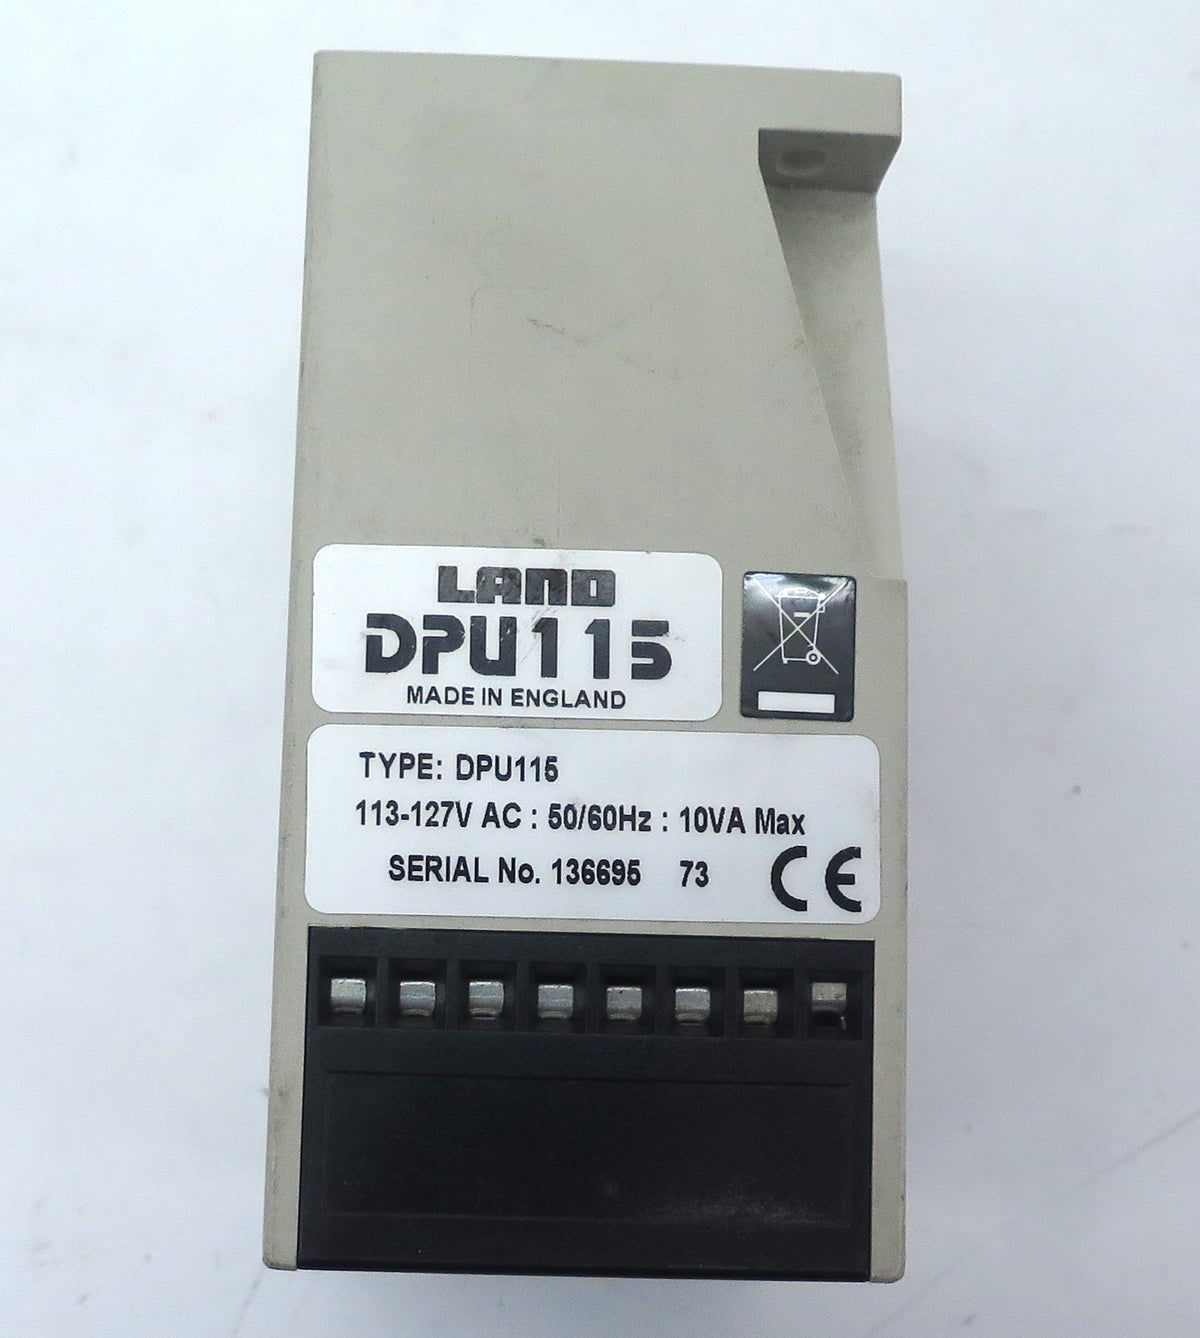 LAND
DPU115
MADE IN ENGLAND
TYPE: DPU115
113-127V AC : 50/60Hz : 10VA Max
SERIAL No. 136695 73 CE